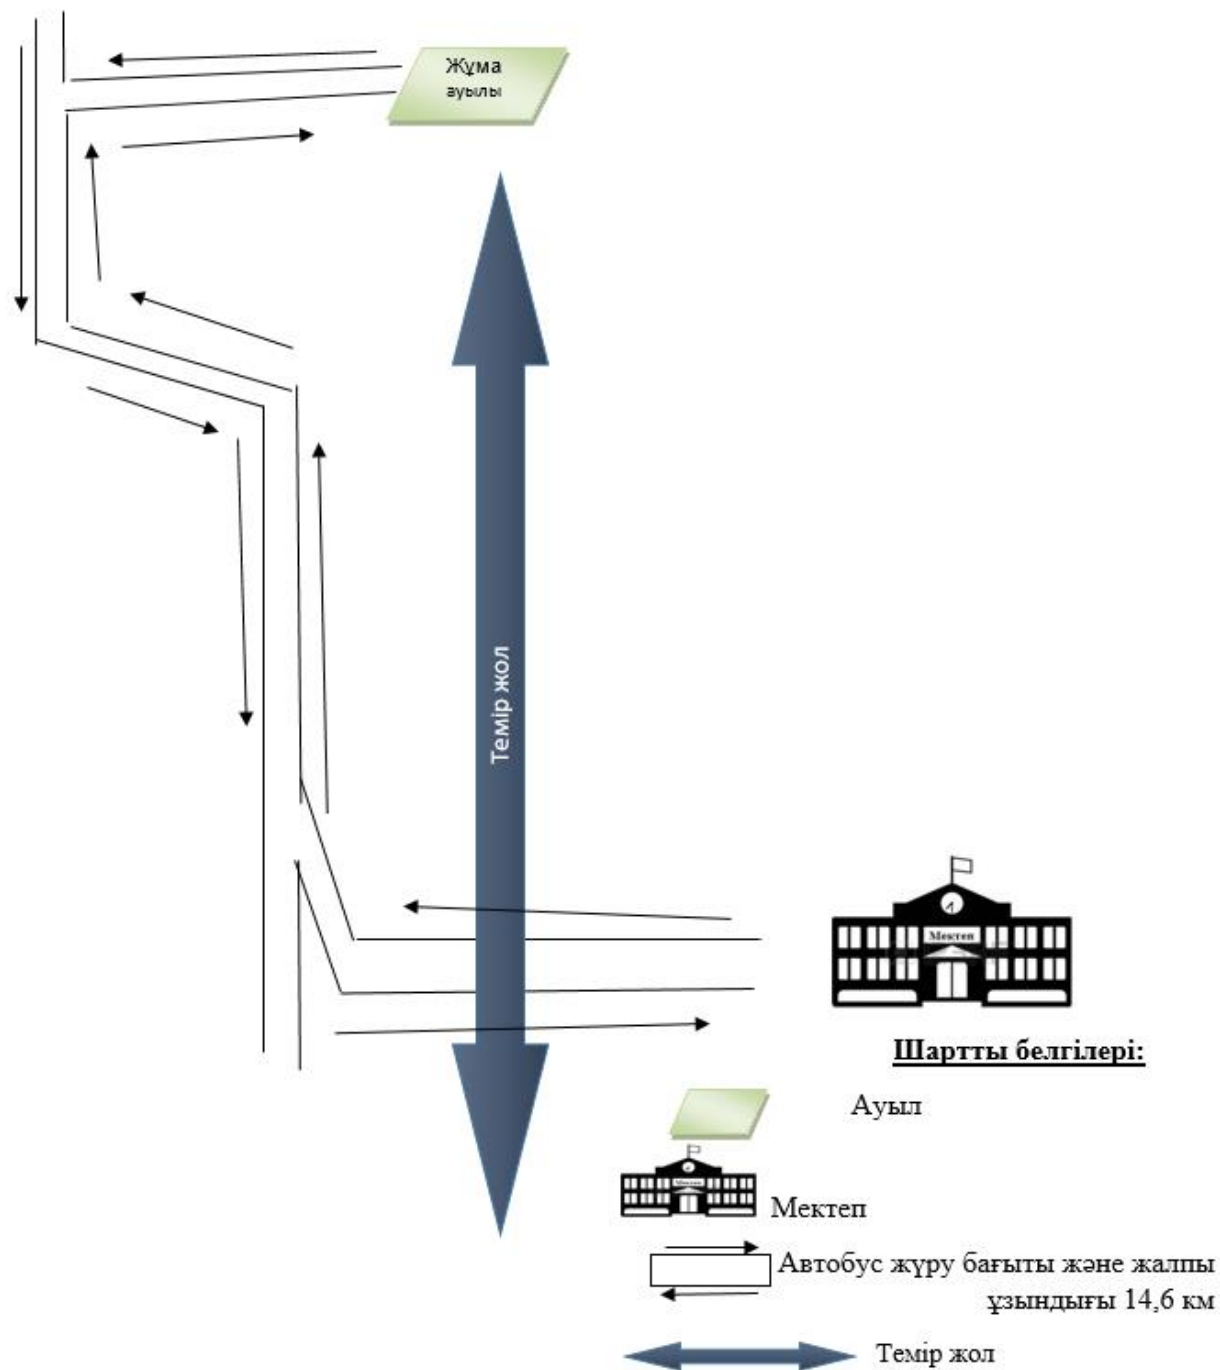 Жұма
ауылы
Темір жол
Мектеп
Шартты белгілері:
Ауыл
Мектеп
Мектеп
Автобус жүру бағыты және жалпы
ұзындығы 14,6 км
Темір жол